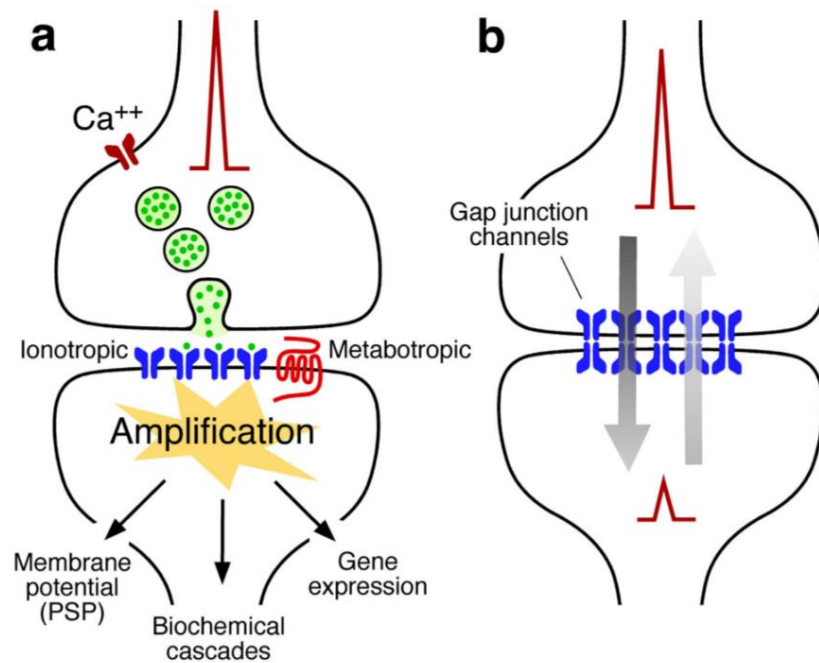 a
Ca++
Ionotropic
Metabotropic
Amplification
Membrane
potential
(PSP)
Biochemical
cascades
Gene
expression
b
Gap junction
channels